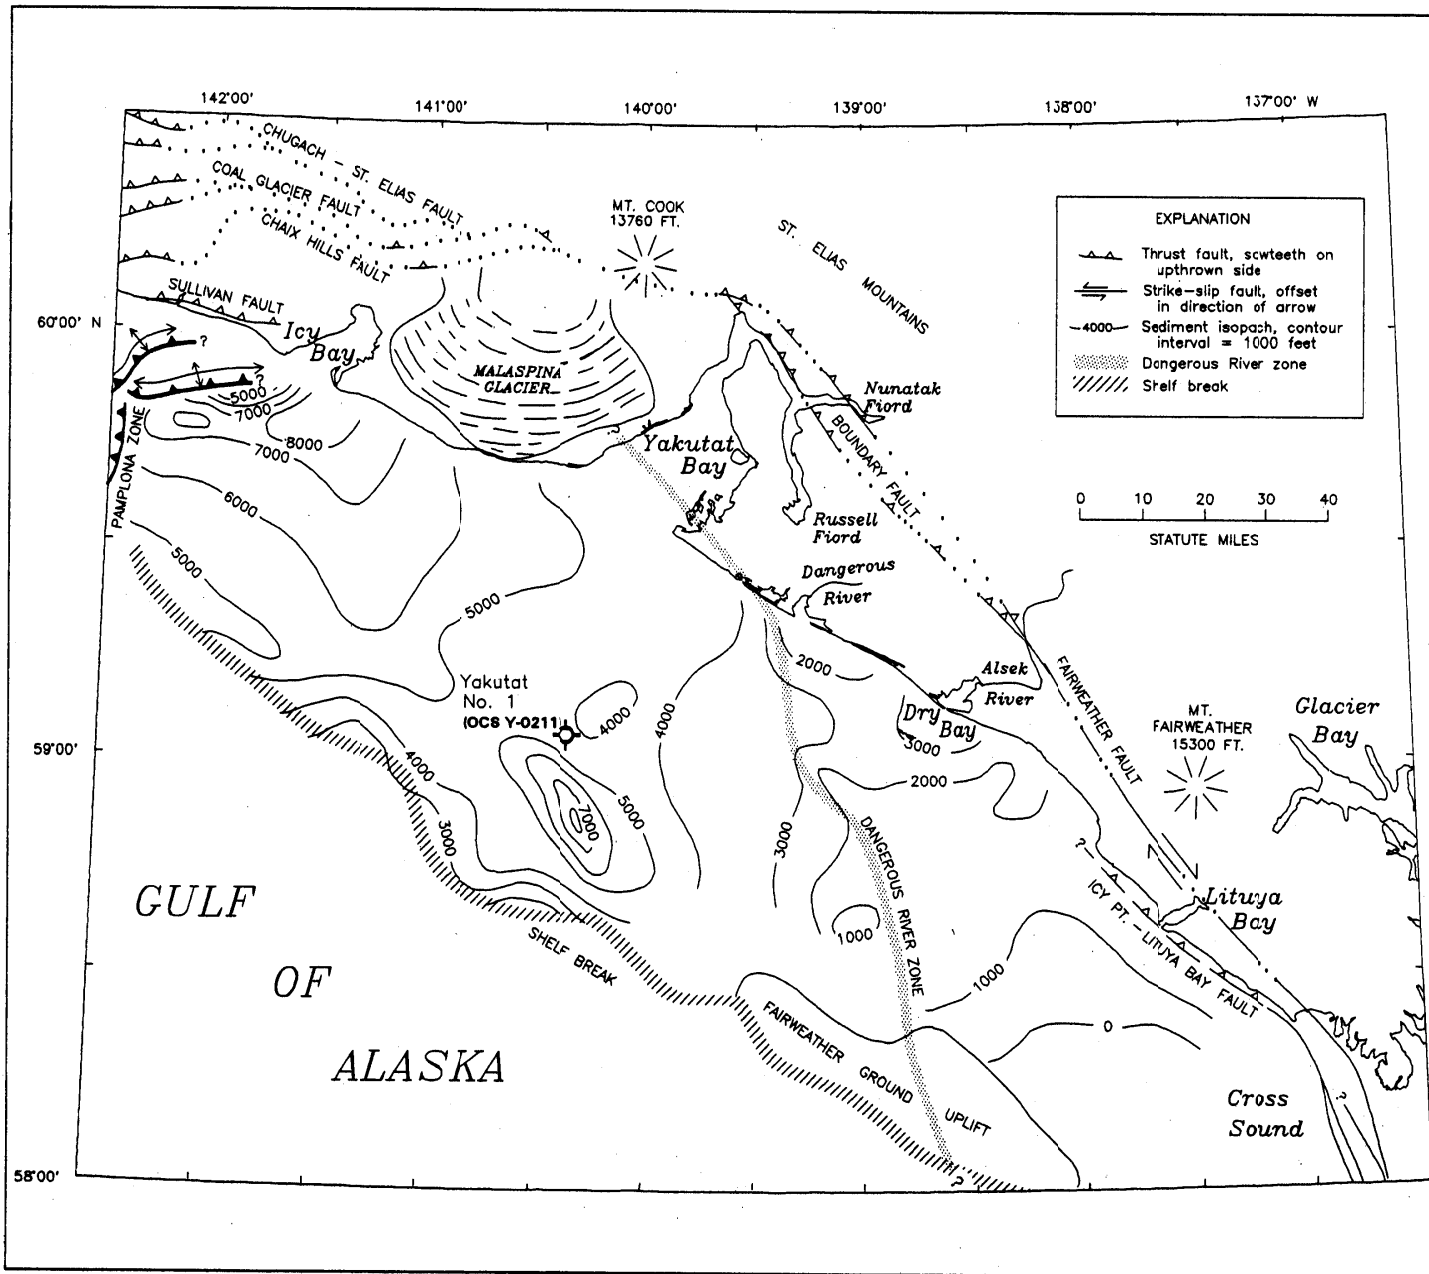 142°00'
141°00'
140°00'
139°00'
138°00'
137°00' W
CHUGACH - ST. ELIAS FAULT
COAL GLACIER FAULT
CHAIX HILLS FAULT
SULLIVAN FAULT
MT. COOK
13760 FT.
ST. ELIAS
MOUNTAINS
EXPLANATION
Thrust fault, sawteeth on
upthrown side
Strike-slip fault, offset
in direction of arrow
4000
Sediment isopach, contour
interval = 1000 feet
Dangerous River zone
Shelf break
60°00' N
Icy
Bay
MALASPINA
GLACIER
?
?
5000
7000
8000
7000
6000
5000
PAMPLONA ZONE
?
Yakutat
Bay
Nunatak
Fiord
BOUNDARY FAULT
Russell
Fiord
0 10 20 30 40
STATUTE MILES
Dangerous
River
5000
2000
Alsek
River
Dry
Bay
FAIRWEATHER FAULT
Yakutat
No. 1
(OCS Y-0211)
4000
4000
3000
2000
MT.
FAIRWEATHER
15300 FT.
Glacier
Bay
59°00'
4000
3000
5000
7000
3000
DANGEROUS RIVER ZONE
?
ICY PT. - LITUYA BAY FAULT
Lituya
Bay
GULF
OF
ALASKA
SHELF BREAK
1000
1000
0
FAIRWEATHER GROUND UPLIFT
Cross
Sound
?
?
58°00'